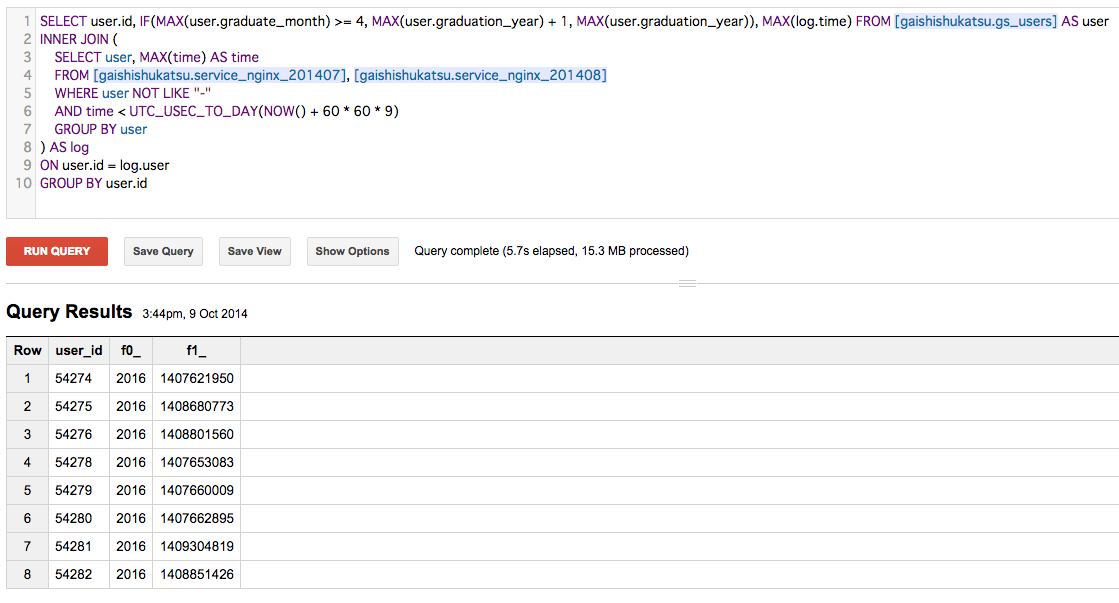 1 SELECT user.id, IF(MAX(user.graduate_month) >= 4, MAX(user.graduation_year) + 1, MAX(user.graduation_year)), MAX(log.time) FROM [gaishishukatsu.gs_users] AS user
2 INNER JOIN (
3 SELECT user, MAX(time) AS time
4 FROM [gaishishukatsu.service_nginx_201407], [gaishishukatsu.service_nginx_201408]
5 WHERE user NOT LIKE "-"
6 AND time < UTC_USEC_TO_DAY(NOW() + 60 * 60 * 9)
7 GROUP BY user
8 ) AS log
9 ON user.id = log.user
10 GROUP BY user.id
RUN QUERY Save Query Save View Show Options Query complete (5.7s elapsed, 15.3 MB processed)
Query Results 3:44pm, 9 Oct 2014
Row user_id f0_ f1_
1 54274 2016 1407621950
2 54275 2016 1408680773
3 54276 2016 1408801560
4 54278 2016 1407653083
5 54279 2016 1407660009
6 54280 2016 1407662895
7 54281 2016 1409304819
8 54282 2016 1408851426